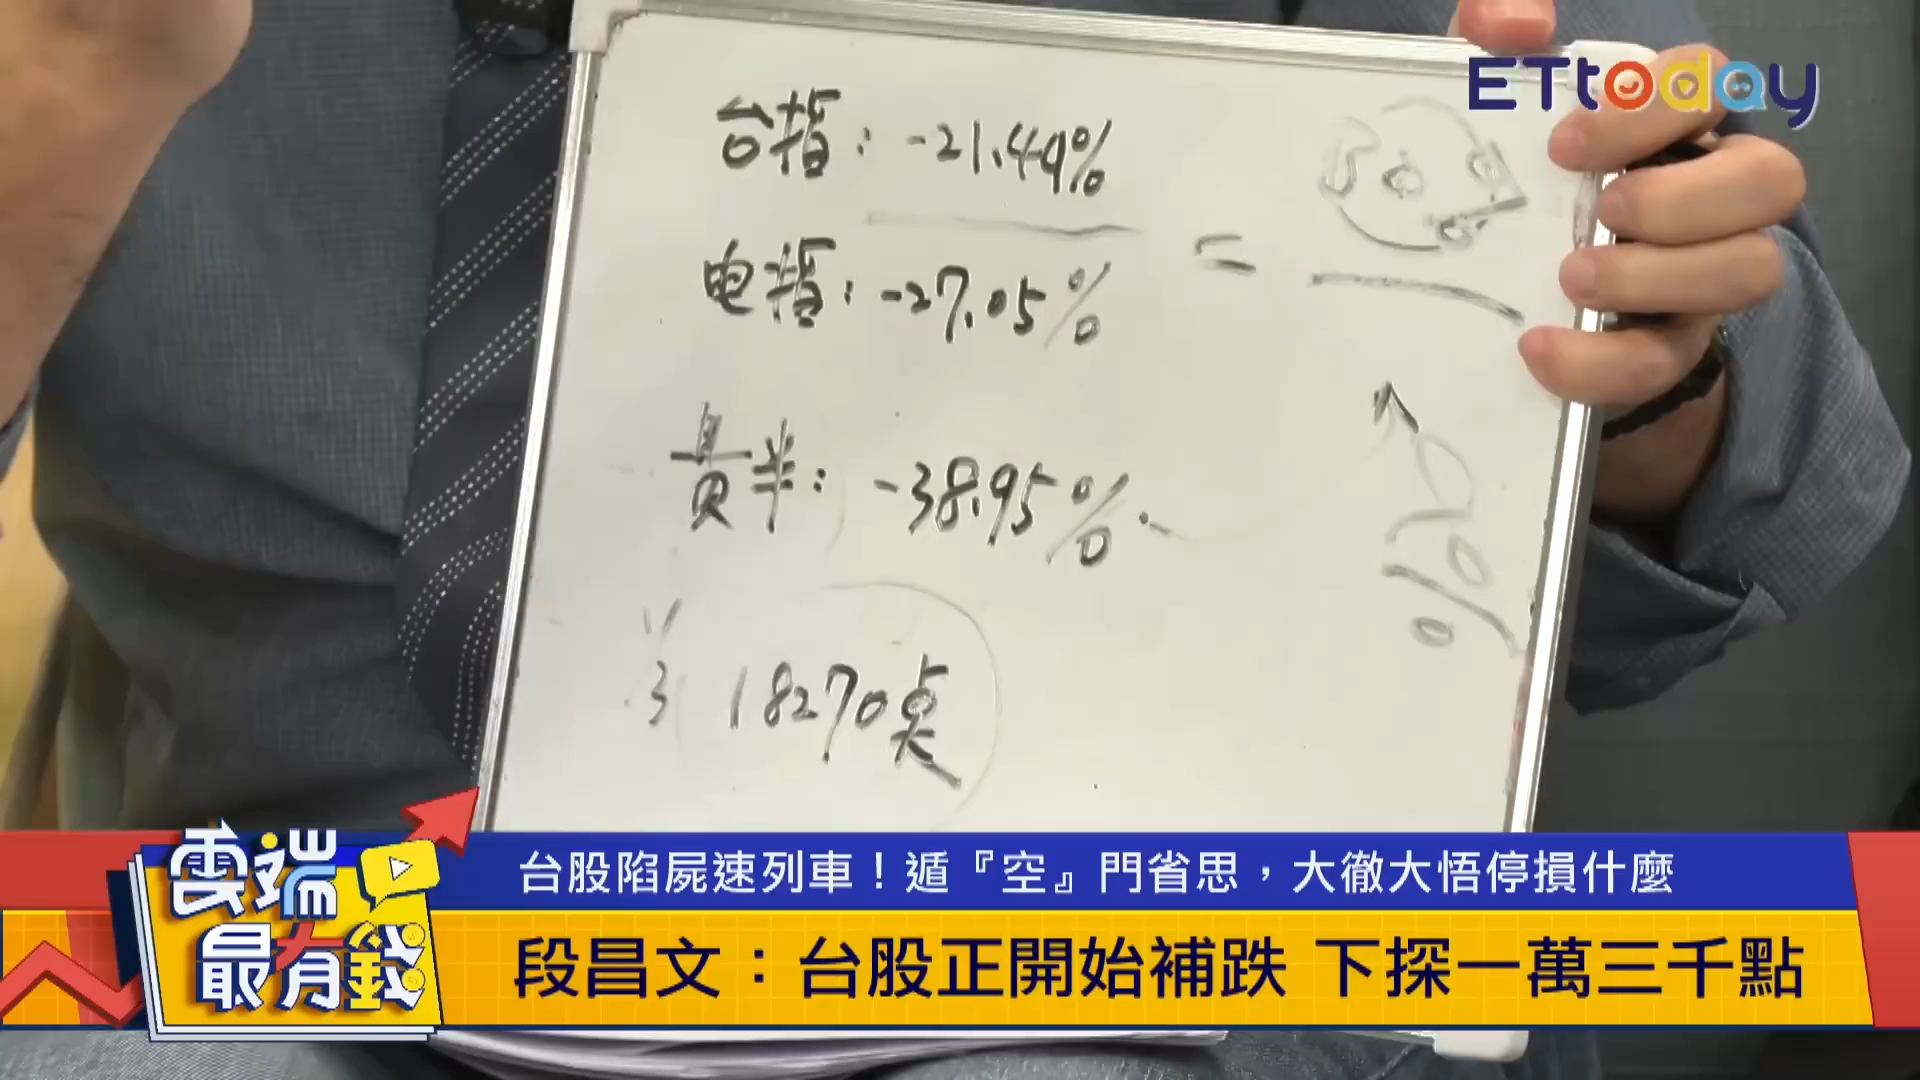 ETtoday
台指：-21.49%
电指：-27.05%
費半：-38.95%
18270点
台股陷屍速列車！遁『空』門省思，大徹大悟停損什麼
雲端最有錢
段昌文：台股正開始補跌 下探一萬三千點